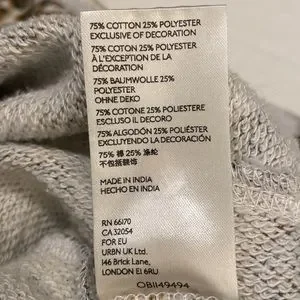 75% COTTON 25% POLYESTER
EXCLUSIVE OF DECORATION
75% COTON 25% POLYESTER
À L'EXCEPTION DE LA
DÉCORATION
75% BAUMWOLLE 25%
POLYESTER
OHNE DEKO
75% COTONE 25% POLIESTERE
ESCLUSO IL DECORO
75% ALGODÓN 25% POLIÉSTER
EXCLUYENDO LA DECORACIÓN
75% 棉 25% 涤纶
不包括装饰
MADE IN INDIA
HECHO EN INDIA
RN 66170
CA 32054
FOR EU
URBN UK Ltd.
146 Brick Lane,
LONDON E1 6RU
OB1149494